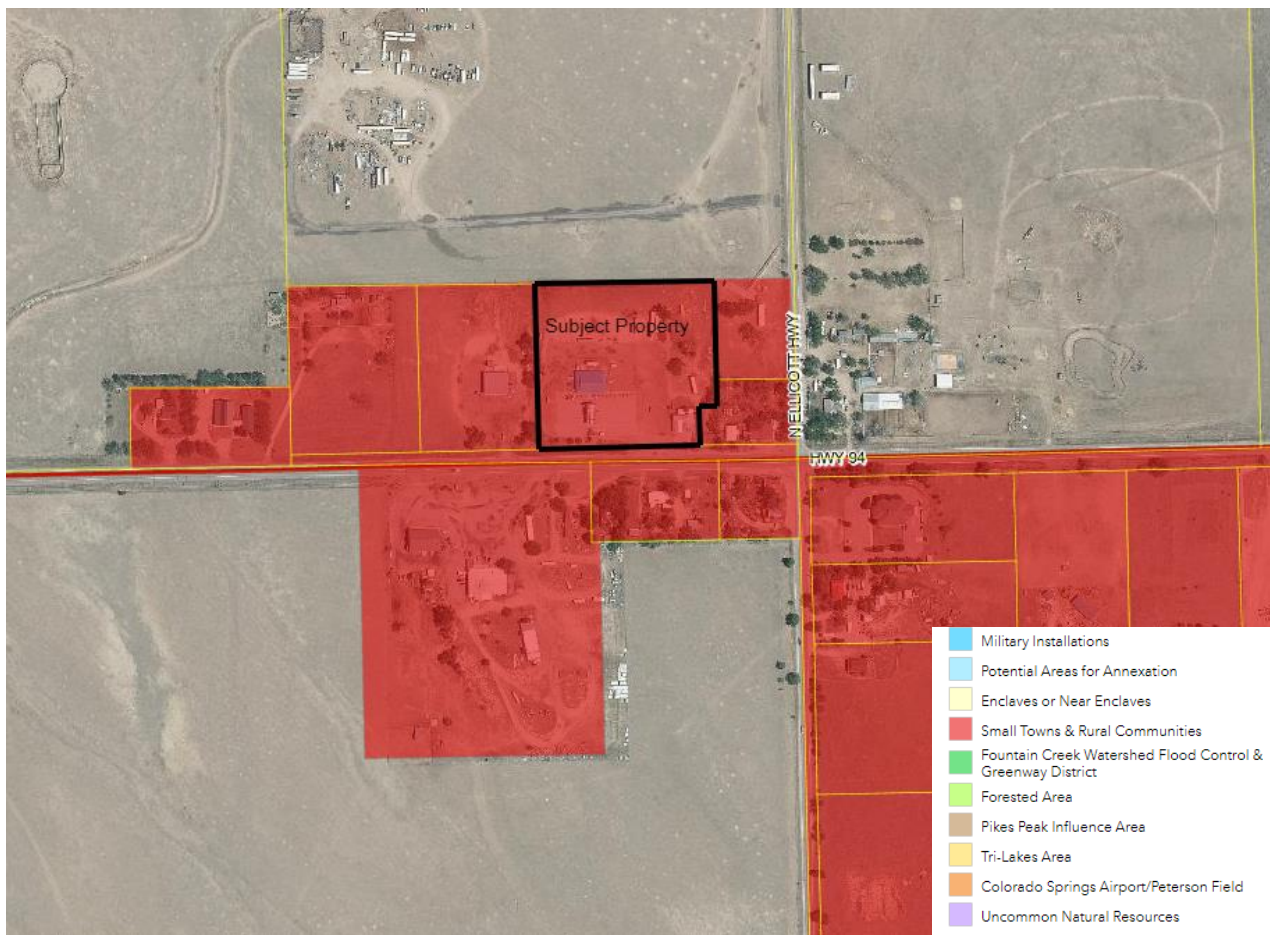 Subject Property
N ELLICOTT HWY
HWY 94
Military Installations
Potential Areas for Annexation
Enclaves or Near Enclaves
Small Towns & Rural Communities
Fountain Creek Watershed Flood Control &
Greenway District
Forested Area
Pikes Peak Influence Area
Tri-Lakes Area
Colorado Springs Airport/Peterson Field
Uncommon Natural Resources